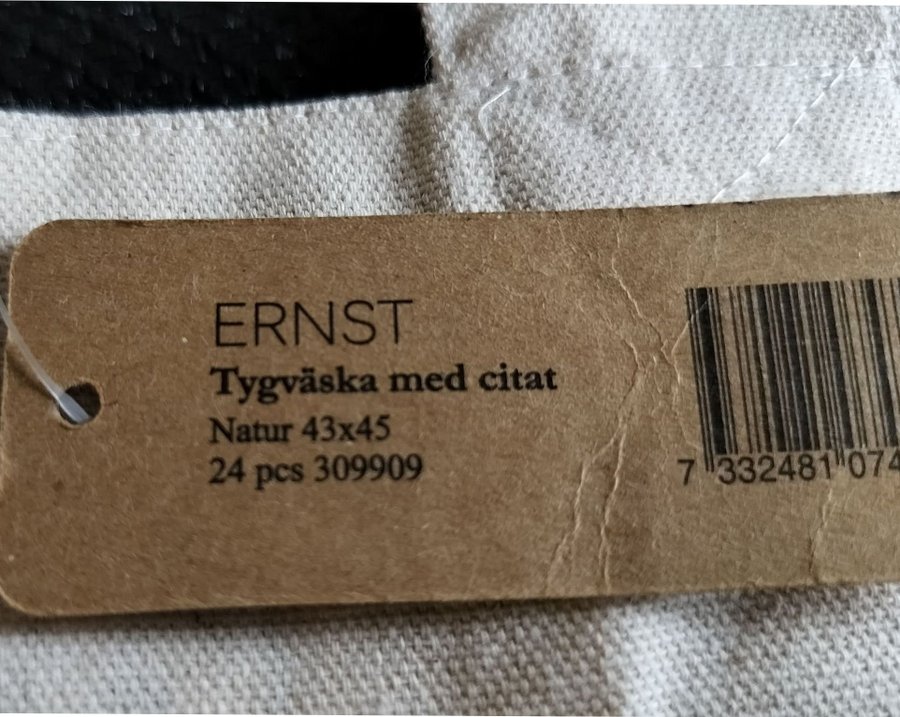 ERNST
Tygväska med citat
Natur 43x45
24 pcs 309909
7 332481 074